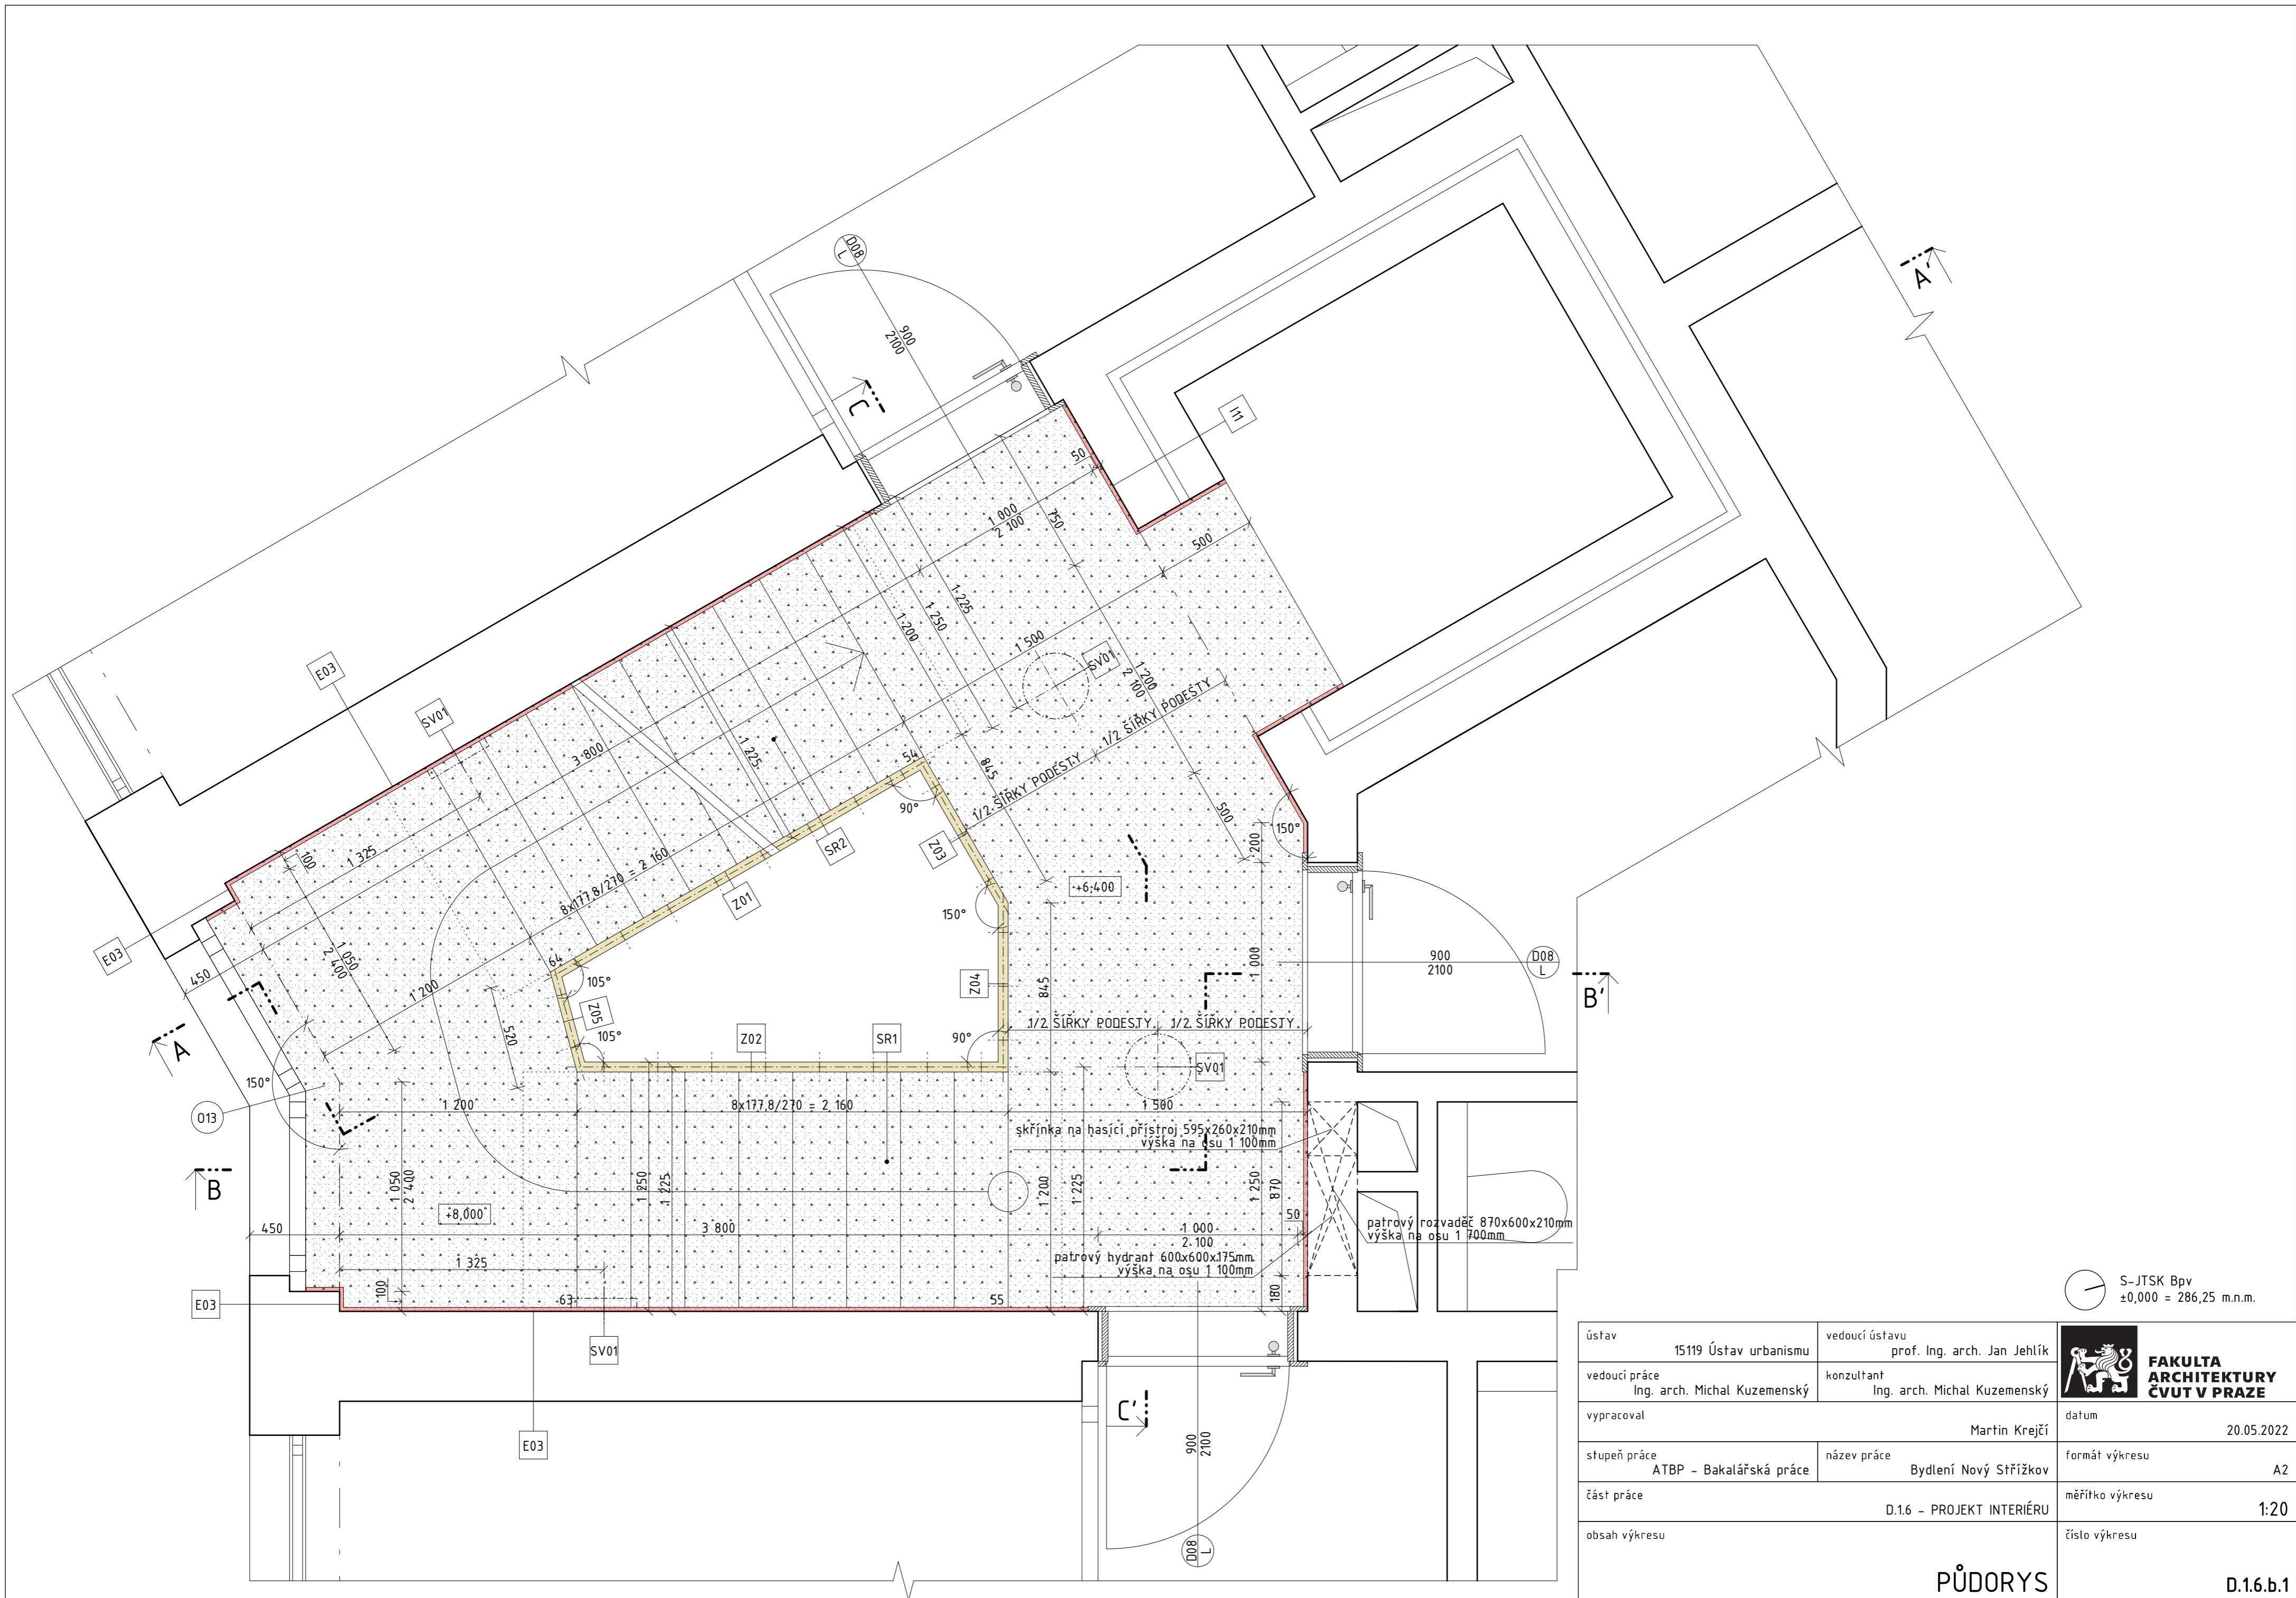 D08
L
900
2100
A'
C
I11
50
1 000
2 100
750
500
E03
SV01
1 225
1 250
1 200
1 500
SV01
1 200
2 100
1/2 ŠÍŘKY PODESTY
1/2 ŠÍŘKY PODESTY
3 800
1 225
54
845
90°
SR2
Z03
500
150°
200
100
1 325
8x177,8/270 = 2 160
Z01
+6,400
150°
E03
450
1 050
2 400
1 200
64
105°
Z05
520
105°
Z04
845
1 000
900
2100
D08
L
B'
A
150°
O13
Z02
SR1
90°
1/2 ŠÍŘKY PODESTY
1/2 ŠÍŘKY PODESTY
SV01
1 200
8x177,8/270 = 2 160
1 500
skřínka na hasící přístroj 595x260x210mm
výška na osu 1 100mm
B
1 050
2 400
1 250
1 225
1 200
1 225
1 250
870
+8,000
450
3 800
1 000
2 100
50
patrový rozvaděč 870x600x210mm
výška na osu 1 700mm
patrový hydrant 600x600x175mm
výška na osu 1 100mm
1 325
100
63
55
180
E03
SV01
E03
C'
900
2100
D08
L
S-JTSK Bpv
±0,000 = 286,25 m.n.m.
ústav
15119 Ústav urbanismu
vedoucí ústavu
prof. Ing. arch. Jan Jehlík
FAKULTA
ARCHITEKTURY
ČVUT V PRAZE
vedoucí práce
Ing. arch. Michal Kuzemenský
konzultant
Ing. arch. Michal Kuzemenský
vypracoval
Martin Krejčí
datum
20.05.2022
stupeň práce
ATBP - Bakalářská práce
název práce
Bydlení Nový Střížkov
formát výkresu
A2
část práce
D.1.6 - PROJEKT INTERIÉRU
měřítko výkresu
1:20
obsah výkresu
PŮDORYS
číslo výkresu
D.1.6.b.1